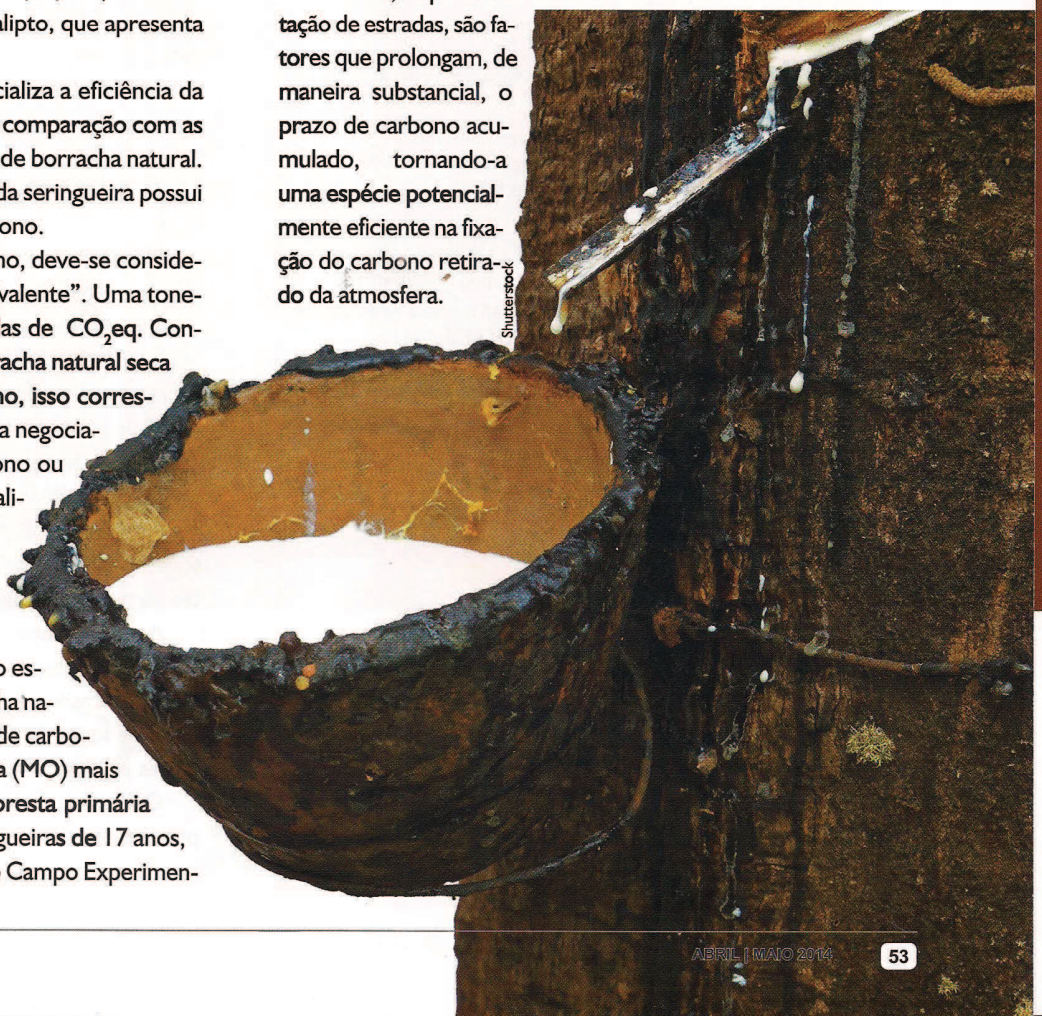 alipto, que apresenta
cializa a eficiência da
comparação com as
de borracha natural.
da seringueira possui
ono.
no, deve-se conside-
valente". Uma tone-
as de CO₂eq. Con-
racha natural seca
no, isso corres-
a negocia-
ono ou
ali-
o es-
ha na-
de carbo-
a (MO) mais
oresta primária
gueiras de 17 anos,
Campo Experimen-
tação de estradas, são fa-
tores que prolongam, de
maneira substancial, o
prazo de carbono acu-
mulado, tornando-a
uma espécie potencial-
mente eficiente na fixa-
ção do carbono retira-
do da atmosfera.
Shutterstock
ABRIL | MAIO 2014
53